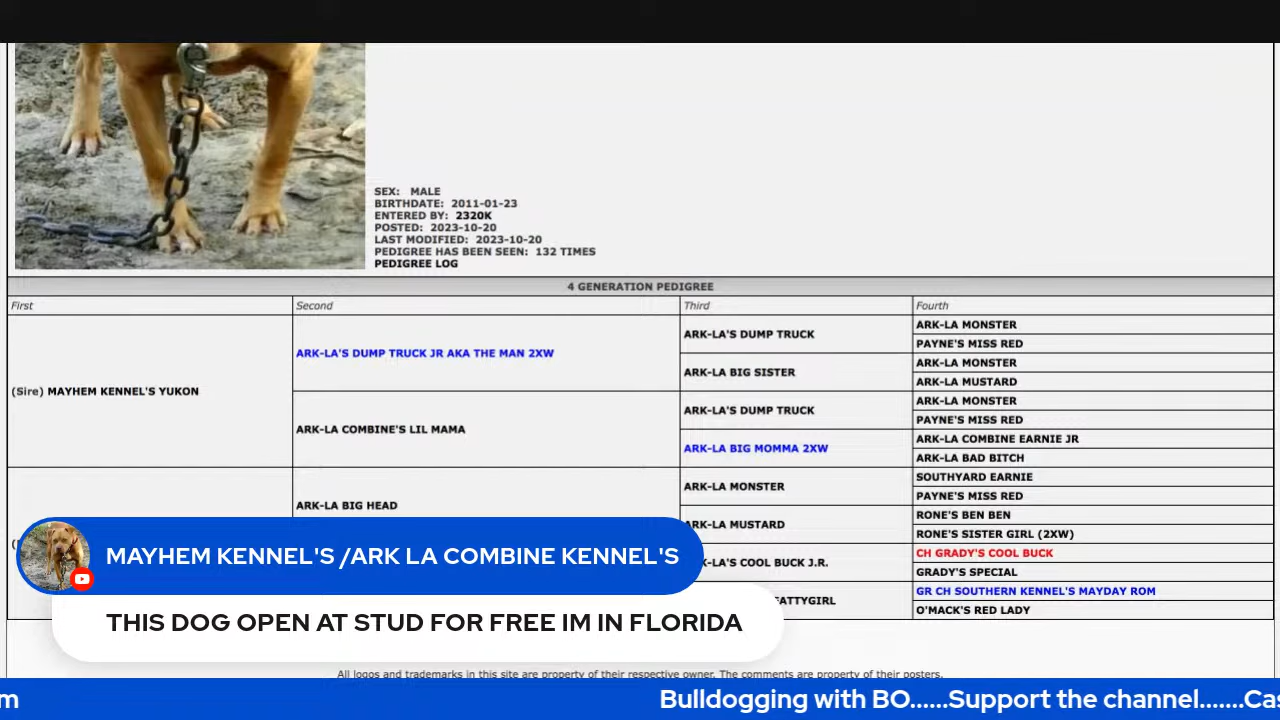 SEX: MALE
BIRTHDATE: 2011-01-23
ENTERED BY: 2320K
POSTED: 2023-10-20
LAST MODIFIED: 2023-10-20
PEDIGREE HAS BEEN SEEN: 132 TIMES
PEDIGREE LOG
4 GENERATION PEDIGREE
First Second Third Fourth
(Sire) MAYHEM KENNEL'S YUKON
ARK-LA'S DUMP TRUCK JR AKA THE MAN 2XW
ARK-LA COMBINE'S LIL MAMA
ARK-LA BIG HEAD
ARK-LA'S DUMP TRUCK
ARK-LA BIG SISTER
ARK-LA'S DUMP TRUCK
ARK-LA BIG MOMMA 2XW
ARK-LA MONSTER
ARK-LA MUSTARD
K-LA'S COOL BUCK J.R.
ATTYGIRL
ARK-LA MONSTER
PAYNE'S MISS RED
ARK-LA MONSTER
ARK-LA MUSTARD
ARK-LA MONSTER
PAYNE'S MISS RED
ARK-LA COMBINE EARNIE JR
ARK-LA BAD BITCH
SOUTHYARD EARNIE
PAYNE'S MISS RED
RONE'S BEN BEN
RONE'S SISTER GIRL (2XW)
CH GRADY'S COOL BUCK
GRADY'S SPECIAL
GR CH SOUTHERN KENNEL'S MAYDAY ROM
O'MACK'S RED LADY
MAYHEM KENNEL'S /ARK LA COMBINE KENNEL'S
THIS DOG OPEN AT STUD FOR FREE IM IN FLORIDA
All logos and trademarks in this site are property of their respective owner. The comments are property of their posters.
m Bulldogging with BO......Support the channel.......Cas